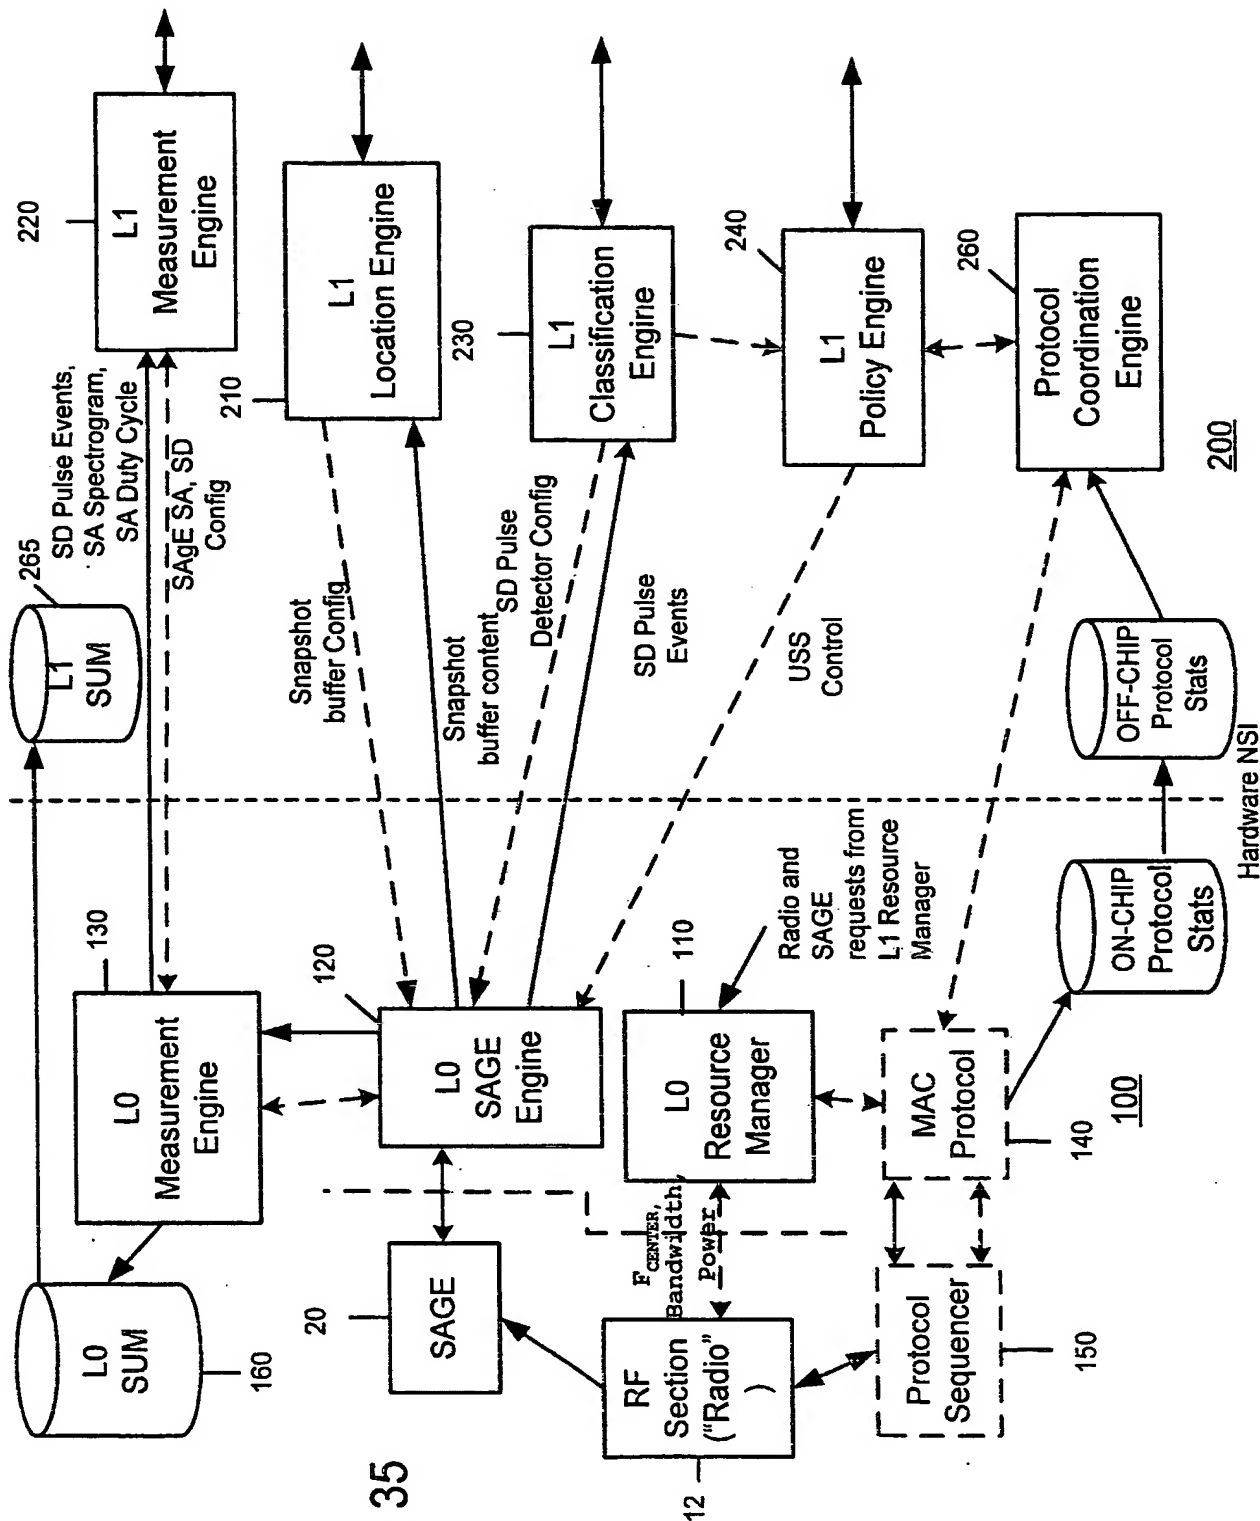 220
L1
Measurement
Engine
210
L1
Location Engine
230
L1
Classification
Engine
240
L1
Policy Engine
260
Protocol
Coordination
Engine
200
265
L1
SUM
SD Pulse Events,
SA Spectrogram,
SA Duty Cycle
SAgE SA, SD
Config
Snapshot
buffer Config
Snapshot
buffer content
SD Pulse
Detector Config
SD Pulse
Events
USS
Control
OFF-CHIP
Protocol
Stats
Hardware NSI
130
L0
Measurement
Engine
120
L0
SAGE
Engine
110
L0
Resource
Manager
Radio and
SAGE
requests from
L1 Resource
Manager
MAC
Protocol
140
100
ON-CHIP
Protocol
Stats
L0
SUM
160
20
SAGE
FCENTER,
Bandwidth,
Power
RF
Section
("Radio"
)
12
Protocol
Sequencer
150
35